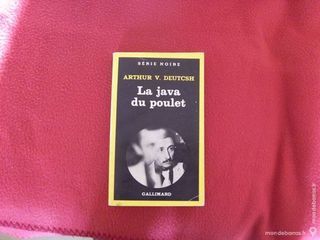 SÉRIE NOIRE
ARTHUR V. DEUTCSH
La java
du poulet
GALLIMARD